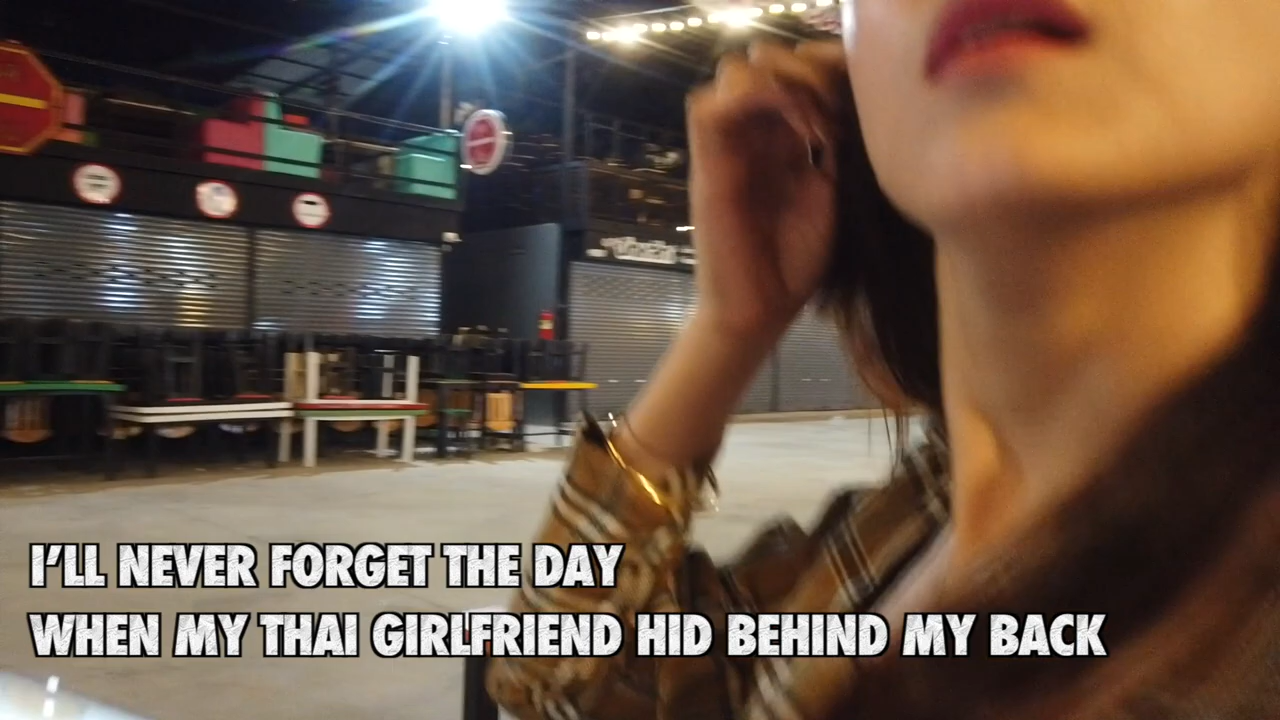 I'LL NEVER FORGET THE DAY
WHEN MY THAI GIRLFRIEND HID BEHIND MY BACK